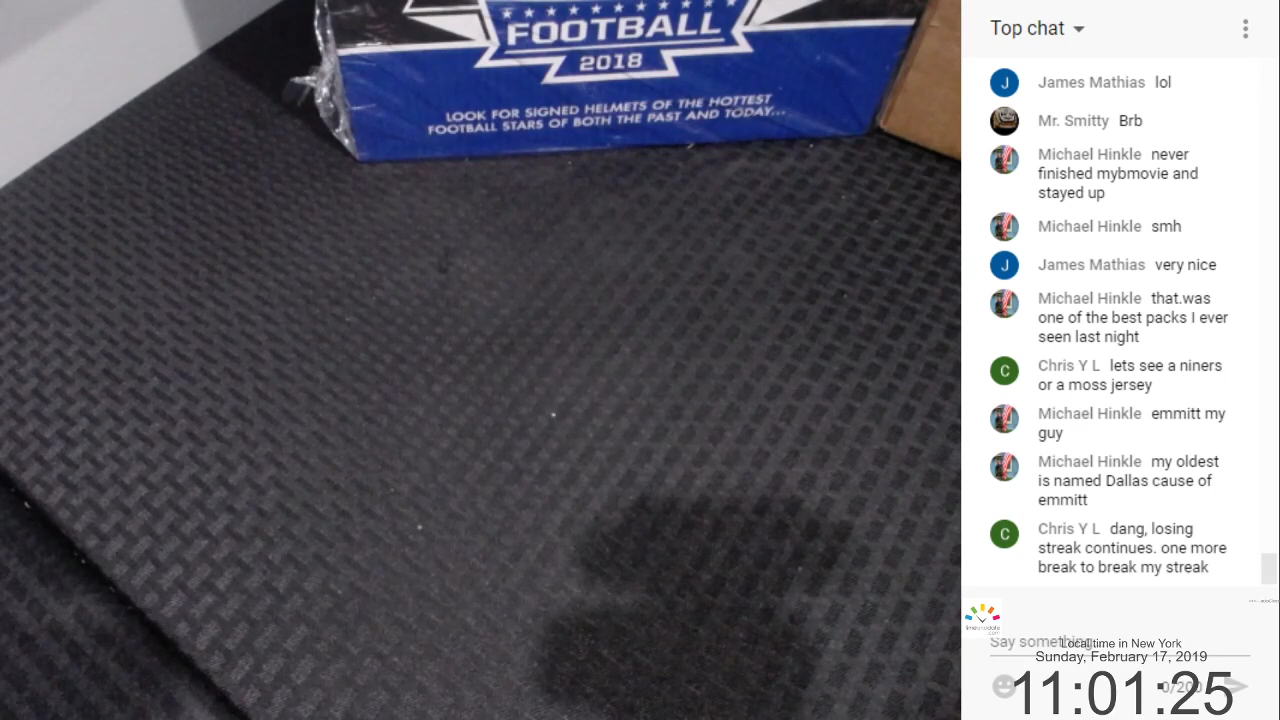 FOOTBALL
2018
LOOK FOR SIGNED HELMETS OF THE HOTTEST
FOOTBALL STARS OF BOTH THE PAST AND TODAY...
Top chat
J James Mathias lol
Mr. Smitty Brb
Michael Hinkle never
finished mybmovie and
stayed up
Michael Hinkle smh
J James Mathias very nice
Michael Hinkle that.was
one of the best packs I ever
seen last night
C Chris Y L lets see a niners
or a moss jersey
Michael Hinkle emmitt my
guy
Michael Hinkle my oldest
is named Dallas cause of
emmitt
C Chris Y L dang, losing
streak continues. one more
break to break my streak
Say something...
Local time in New York
Sunday, February 17, 2019
0/200
11:01:25